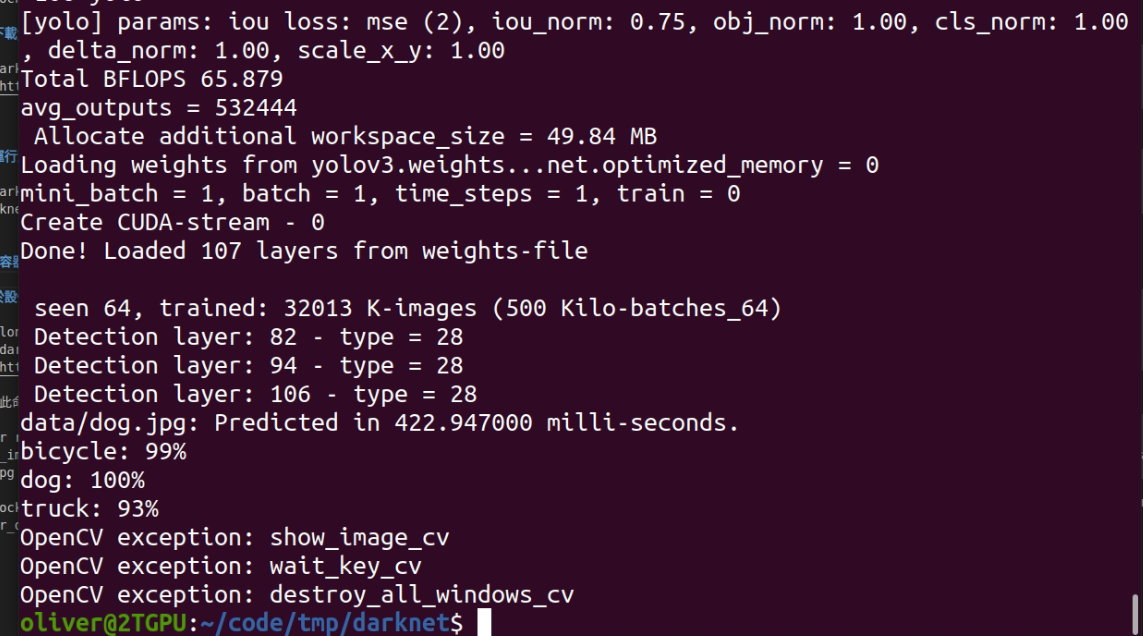 [yolo] params: iou loss: mse (2), iou_norm: 0.75, obj_norm: 1.00, cls_norm: 1.00
, delta_norm: 1.00, scale_x_y: 1.00
Total BFLOPS 65.879
avg_outputs = 532444
Allocate additional workspace_size = 49.84 MB
Loading weights from yolov3.weights...net.optimized_memory = 0
mini_batch = 1, batch = 1, time_steps = 1, train = 0
Create CUDA-stream - 0
Done! Loaded 107 layers from weights-file
seen 64, trained: 32013 K-images (500 Kilo-batches_64)
Detection layer: 82 - type = 28
Detection layer: 94 - type = 28
Detection layer: 106 - type = 28
data/dog.jpg: Predicted in 422.947000 milli-seconds.
bicycle: 99%
dog: 100%
truck: 93%
OpenCV exception: show_image_cv
OpenCV exception: wait_key_cv
OpenCV exception: destroy_all_windows_cv
oliver@2TGPU:~/code/tmp/darknet$